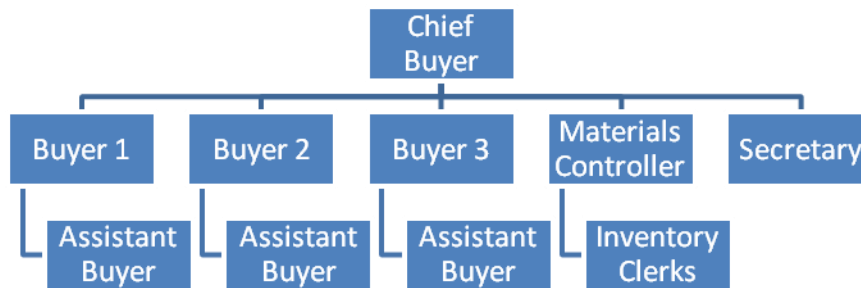 Chief
Buyer
Buyer 1
Buyer 2
Buyer 3
Materials
Controller
Secretary
Assistant
Buyer
Assistant
Buyer
Assistant
Buyer
Inventory
Clerks